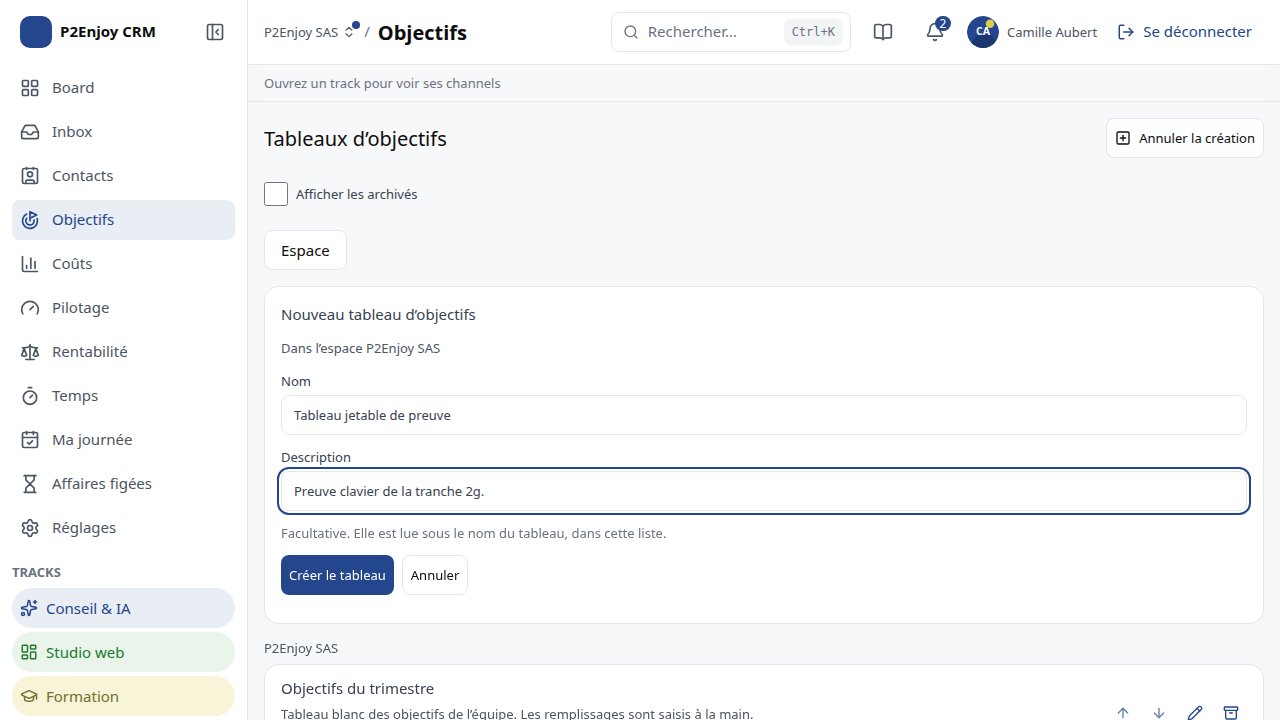 P2Enjoy CRM
Board
Inbox
Contacts
Objectifs
Coûts
Pilotage
Rentabilité
Temps
Ma journée
Affaires figées
Réglages
TRACKS
Conseil & IA
Studio web
Formation
P2Enjoy SAS / Objectifs
Rechercher... Ctrl+K
2
CA Camille Aubert
Se déconnecter
Ouvrez un track pour voir ses channels
Tableaux d’objectifs
Annuler la création
Afficher les archivés
Espace
Nouveau tableau d’objectifs
Dans l’espace P2Enjoy SAS
Nom
Tableau jetable de preuve
Description
Preuve clavier de la tranche 2g.
Facultative. Elle est lue sous le nom du tableau, dans cette liste.
Créer le tableau Annuler
P2Enjoy SAS
Objectifs du trimestre
Tableau blanc des objectifs de l’équipe. Les remplissages sont saisis à la main.